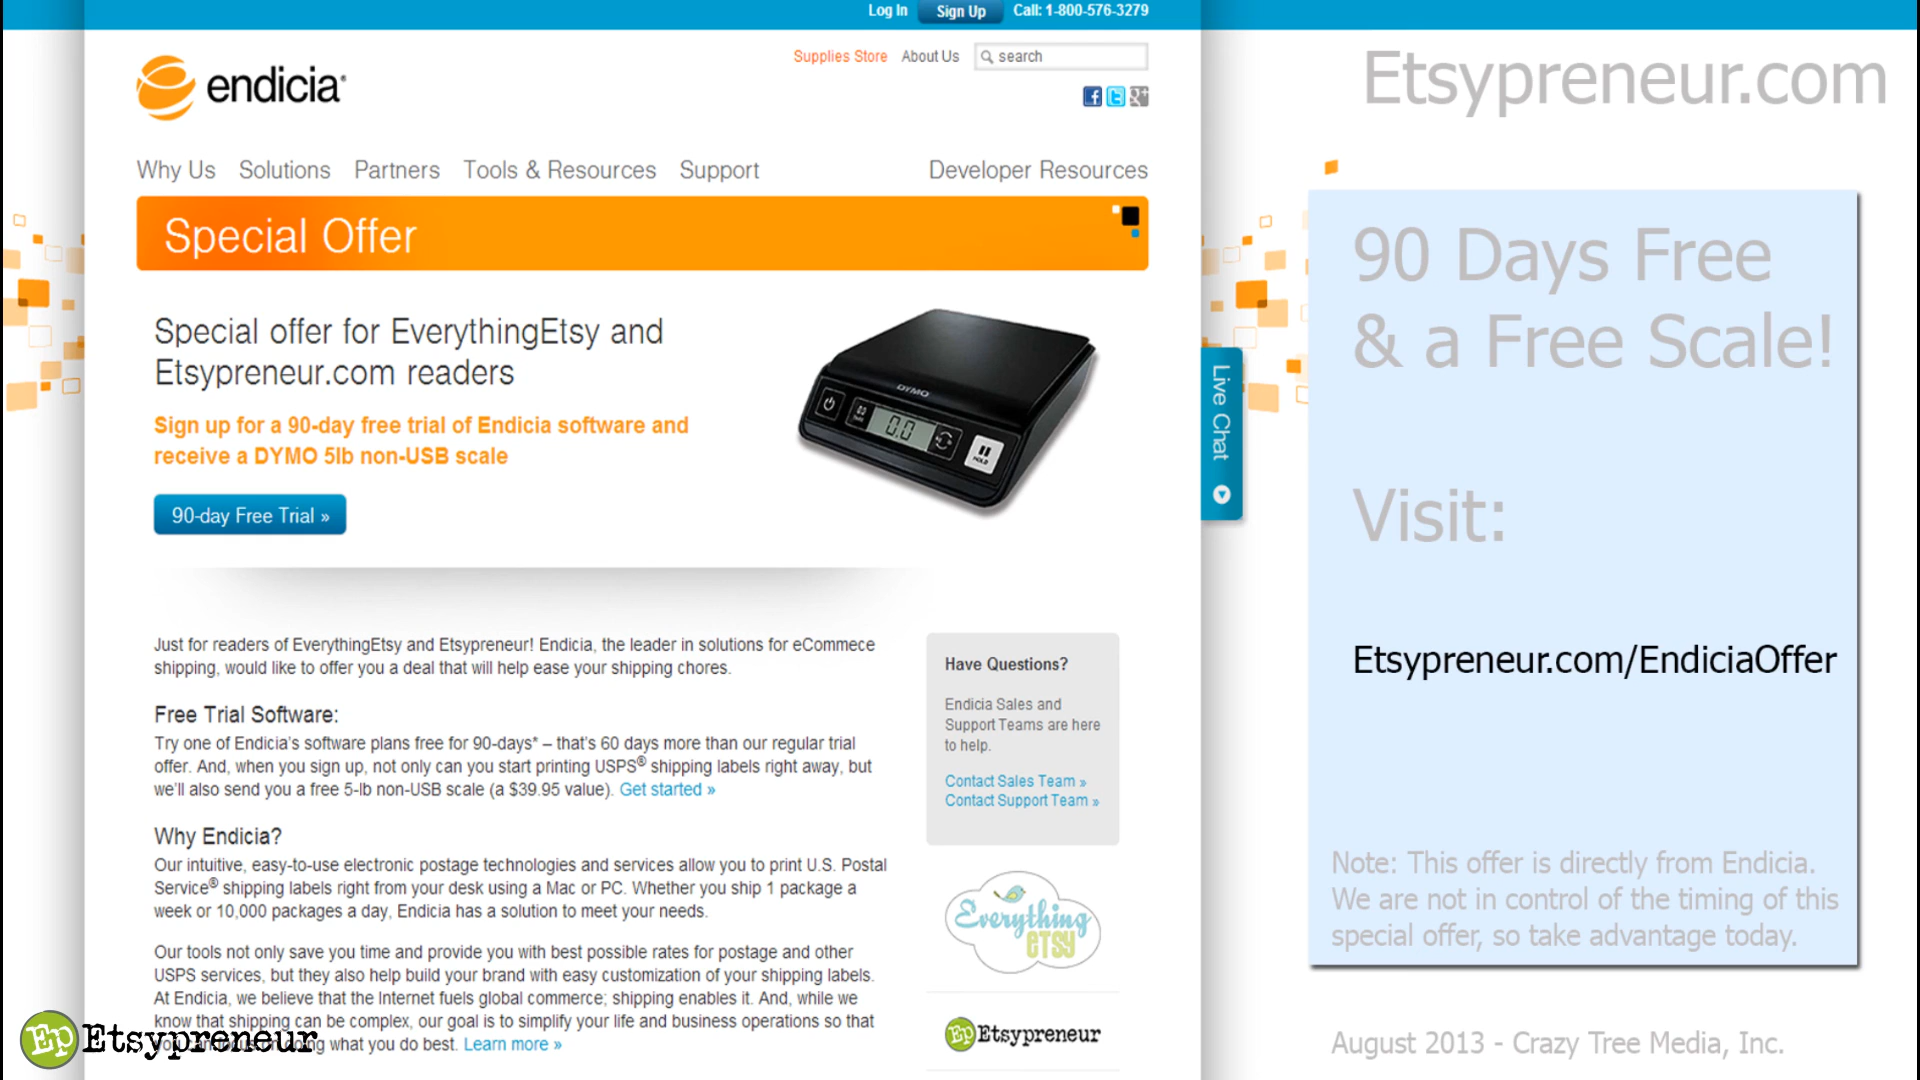 Log In
Sign Up
Call: 1-800-576-3279
endicia
Supplies Store
About Us
search
Why Us
Solutions
Partners
Tools & Resources
Support
Developer Resources
Special Offer
Special offer for EverythingEtsy and
Etsypreneur.com readers
Sign up for a 90-day free trial of Endicia software and
receive a DYMO 5lb non-USB scale
90-day Free Trial »
DYMO
0.0
HOLD
Live Chat
Just for readers of EverythingEtsy and Etsypreneur! Endicia, the leader in solutions for eCommece
shipping, would like to offer you a deal that will help ease your shipping chores.
Free Trial Software:
Try one of Endicia's software plans free for 90-days* – that's 60 days more than our regular trial
offer. And, when you sign up, not only can you start printing USPS® shipping labels right away, but
we'll also send you a free 5-lb non-USB scale (a $39.95 value). Get started »
Why Endicia?
Our intuitive, easy-to-use electronic postage technologies and services allow you to print U.S. Postal
Service® shipping labels right from your desk using a Mac or PC. Whether you ship 1 package a
week or 10,000 packages a day, Endicia has a solution to meet your needs.
Our tools not only save you time and provide you with best possible rates for postage and other
USPS services, but they also help build your brand with easy customization of your shipping labels.
At Endicia, we believe that the Internet fuels global commerce; shipping enables it. And, while we
know that shipping can be complex, our goal is to simplify your life and business operations so that
what you do best. Learn more »
Have Questions?
Endicia Sales and
Support Teams are here
to help.
Contact Sales Team »
Contact Support Team »
Everything
ETSY
Ep Etsypreneur
Ep Etsypreneur
Etsypreneur.com
90 Days Free
& a Free Scale!
Visit:
Etsypreneur.com/EndiciaOffer
Note: This offer is directly from Endicia.
We are not in control of the timing of this
special offer, so take advantage today.
August 2013 - Crazy Tree Media, Inc.